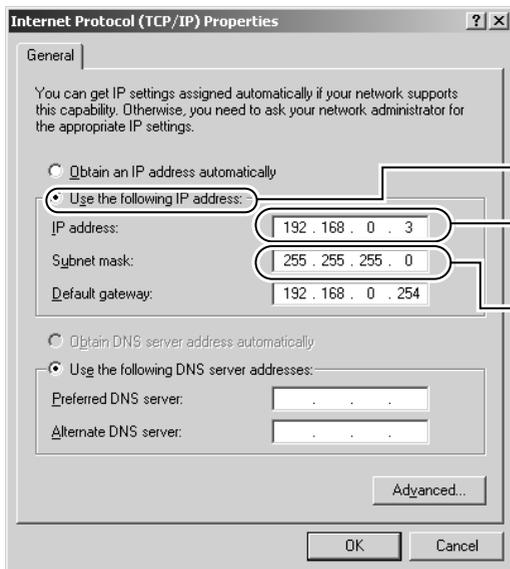 Internet Protocol (TCP/IP) Properties
General
You can get IP settings assigned automatically if your network supports
this capability. Otherwise, you need to ask your network administrator for
the appropriate IP settings.
Obtain an IP address automatically
Use the following IP address:
IP address: 192 . 168 . 0 . 3
Subnet mask: 255 . 255 . 255 . 0
Default gateway: 192 . 168 . 0 . 254
Obtain DNS server address automatically
Use the following DNS server addresses:
Preferred DNS server: . . .
Alternate DNS server: . . .
Advanced...
OK Cancel